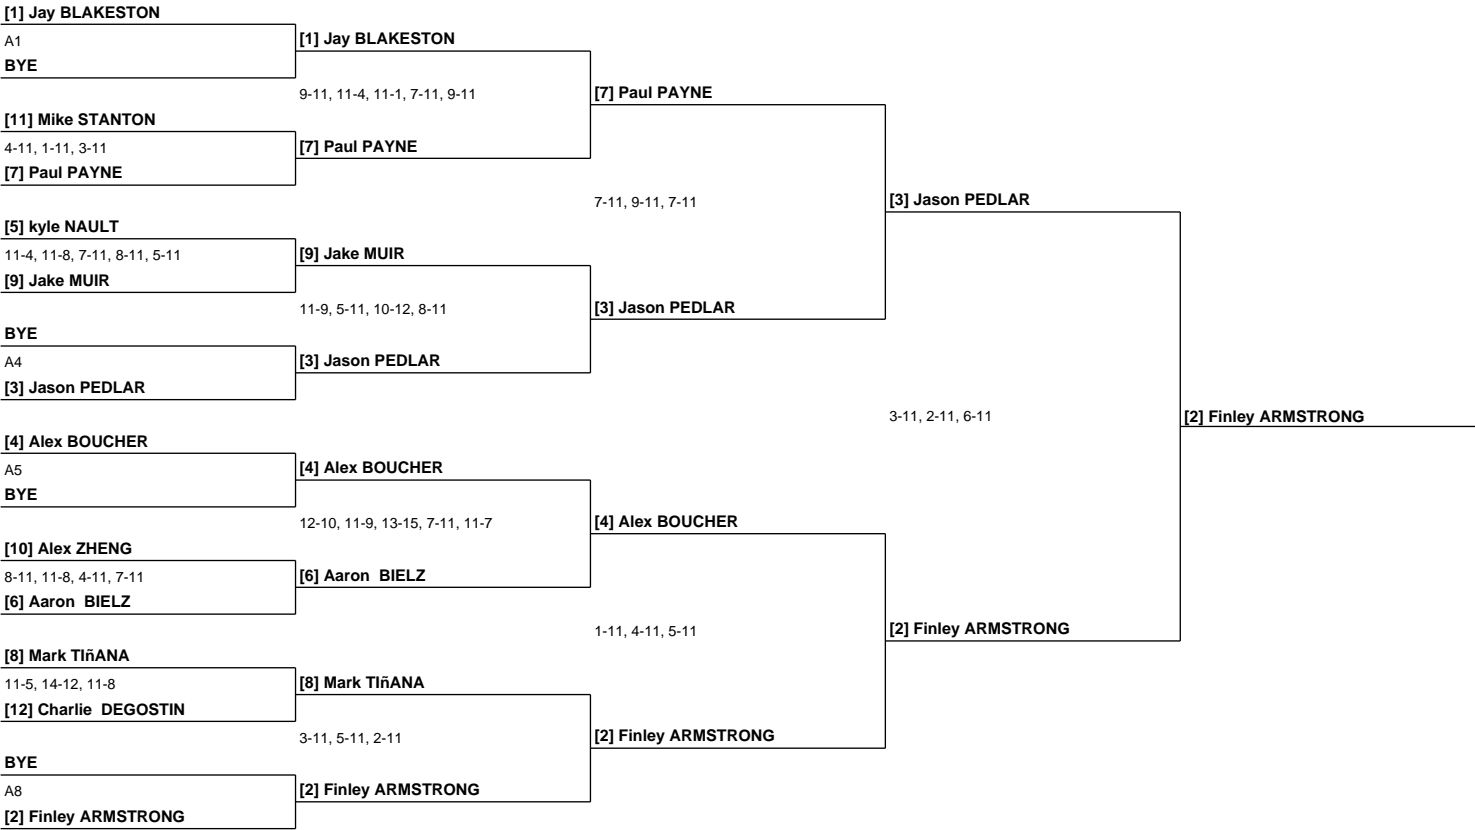 [1] Jay BLAKESTON
A1
BYE
[1] Jay BLAKESTON
9-11, 11-4, 11-1, 7-11, 9-11
[11] Mike STANTON
4-11, 1-11, 3-11
[7] Paul PAYNE
[7] Paul PAYNE
[7] Paul PAYNE
7-11, 9-11, 7-11
[5] kyle NAULT
11-4, 11-8, 7-11, 8-11, 5-11
[9] Jake MUIR
[9] Jake MUIR
11-9, 5-11, 10-12, 8-11
BYE
A4
[3] Jason PEDLAR
[3] Jason PEDLAR
[3] Jason PEDLAR
[3] Jason PEDLAR
3-11, 2-11, 6-11
[2] Finley ARMSTRONG
[4] Alex BOUCHER
A5
BYE
[4] Alex BOUCHER
12-10, 11-9, 13-15, 7-11, 11-7
[10] Alex ZHENG
8-11, 11-8, 4-11, 7-11
[6] Aaron  BIELZ
[6] Aaron  BIELZ
[4] Alex BOUCHER
1-11, 4-11, 5-11
[2] Finley ARMSTRONG
[8] Mark TIñANA
11-5, 14-12, 11-8
[12] Charlie  DEGOSTIN
[8] Mark TIñANA
3-11, 5-11, 2-11
[2] Finley ARMSTRONG
BYE
A8
[2] Finley ARMSTRONG
[2] Finley ARMSTRONG